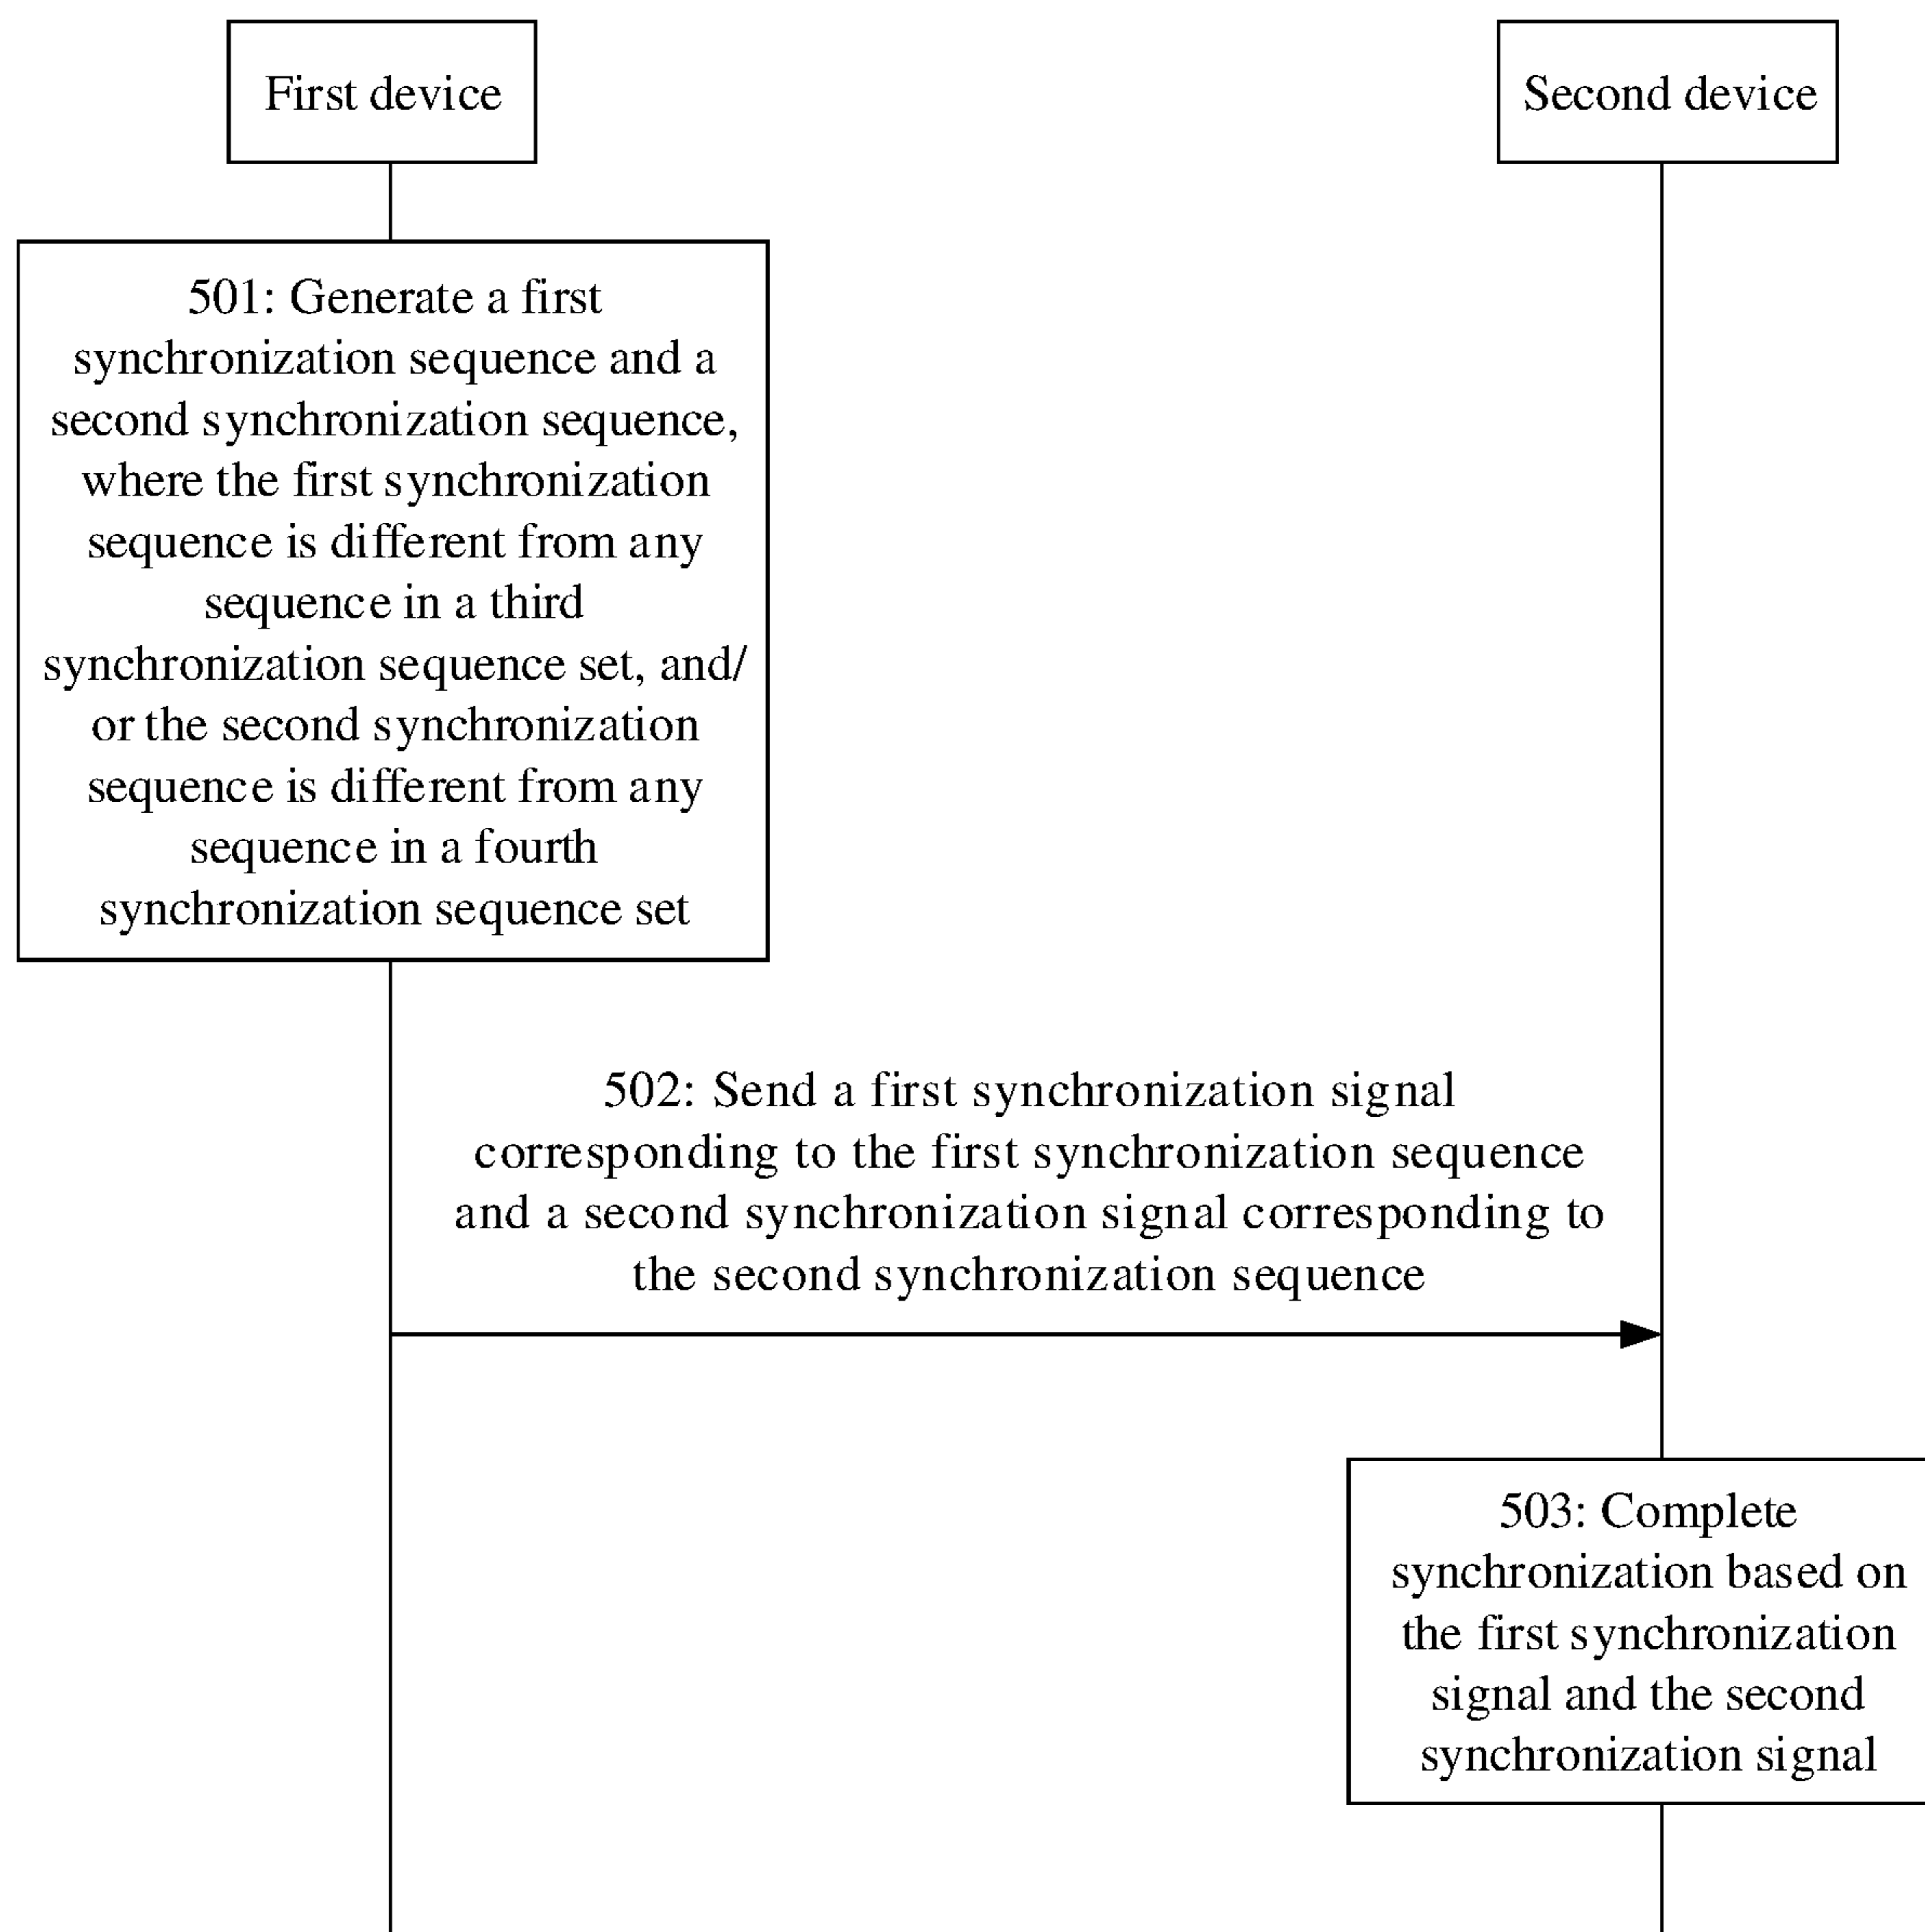 First device
Second device
501: Generate a first
synchronization sequence and a
second synchronization sequence,
where the first synchronization
sequence is different from any
sequence in a third
synchronization sequence set, and/
or the second synchronization
sequence is different from any
sequence in a fourth
synchronization sequence set
502: Send a first synchronization signal
corresponding to the first synchronization sequence
and a second synchronization signal corresponding to
the second synchronization sequence
503: Complete
synchronization based on
the first synchronization
signal and the second
synchronization signal